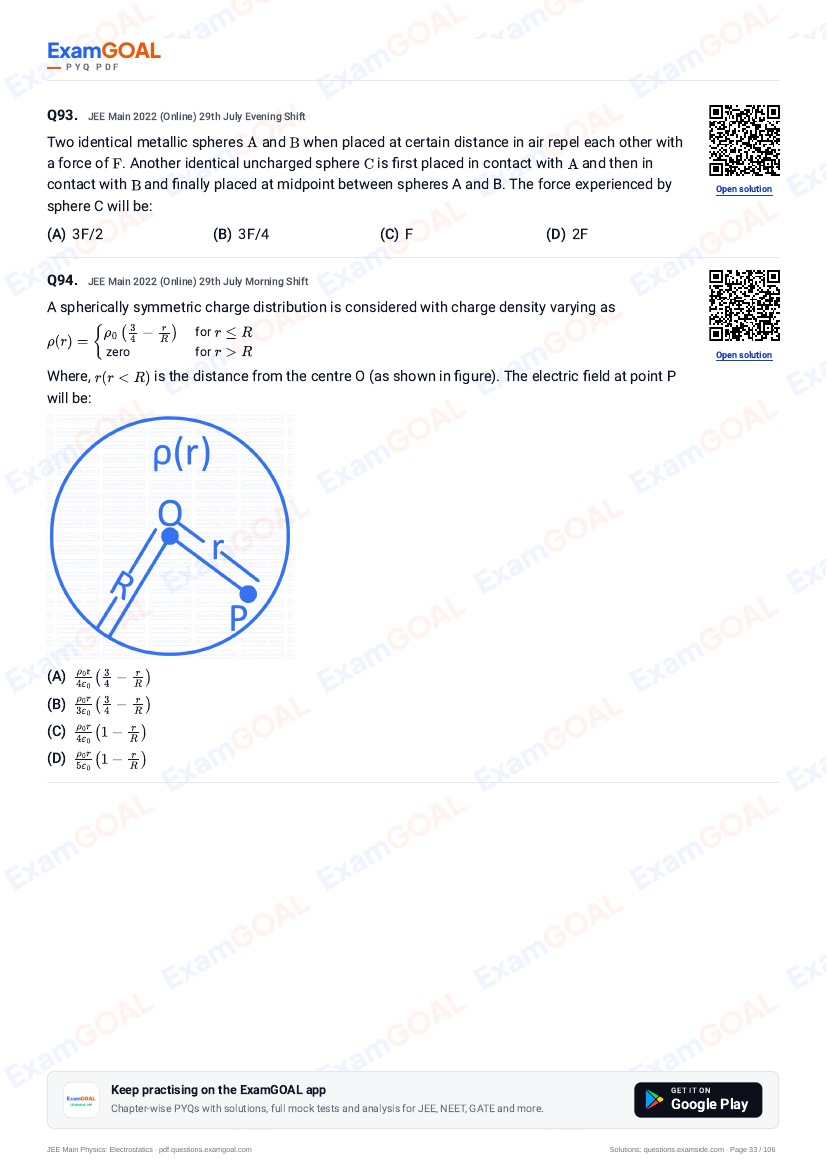 ExamGOAL
PYQ PDF
Q93. JEE Main 2022 (Online) 29th July Evening Shift
Two identical metallic spheres A and B when placed at certain distance in air repel each other with
a force of F. Another identical uncharged sphere C is first placed in contact with A and then in
contact with B and finally placed at midpoint between spheres A and B. The force experienced by
sphere C will be:
Open solution
(A) 3F/2 (B) 3F/4 (C) F (D) 2F
Q94. JEE Main 2022 (Online) 29th July Morning Shift
A spherically symmetric charge distribution is considered with charge density varying as
ρ(r) = { ρ₀ (3/4 − r/R) for r ≤ R
zero for r > R
Open solution
Where, r(r < R) is the distance from the centre O (as shown in figure). The electric field at point P
will be:
ρ(r)
O
r
R
P
(A) ρ₀r/4ε₀ (3/4 − r/R)
(B) ρ₀r/3ε₀ (3/4 − r/R)
(C) ρ₀r/4ε₀ (1 − r/R)
(D) ρ₀r/5ε₀ (1 − r/R)
Keep practising on the ExamGOAL app
Chapter-wise PYQs with solutions, full mock tests and analysis for JEE, NEET, GATE and more.
GET IT ON
Google Play
JEE Main Physics: Electrostatics · pdf.questions.examgoal.com Solutions: questions.examside.com · Page 33 / 106